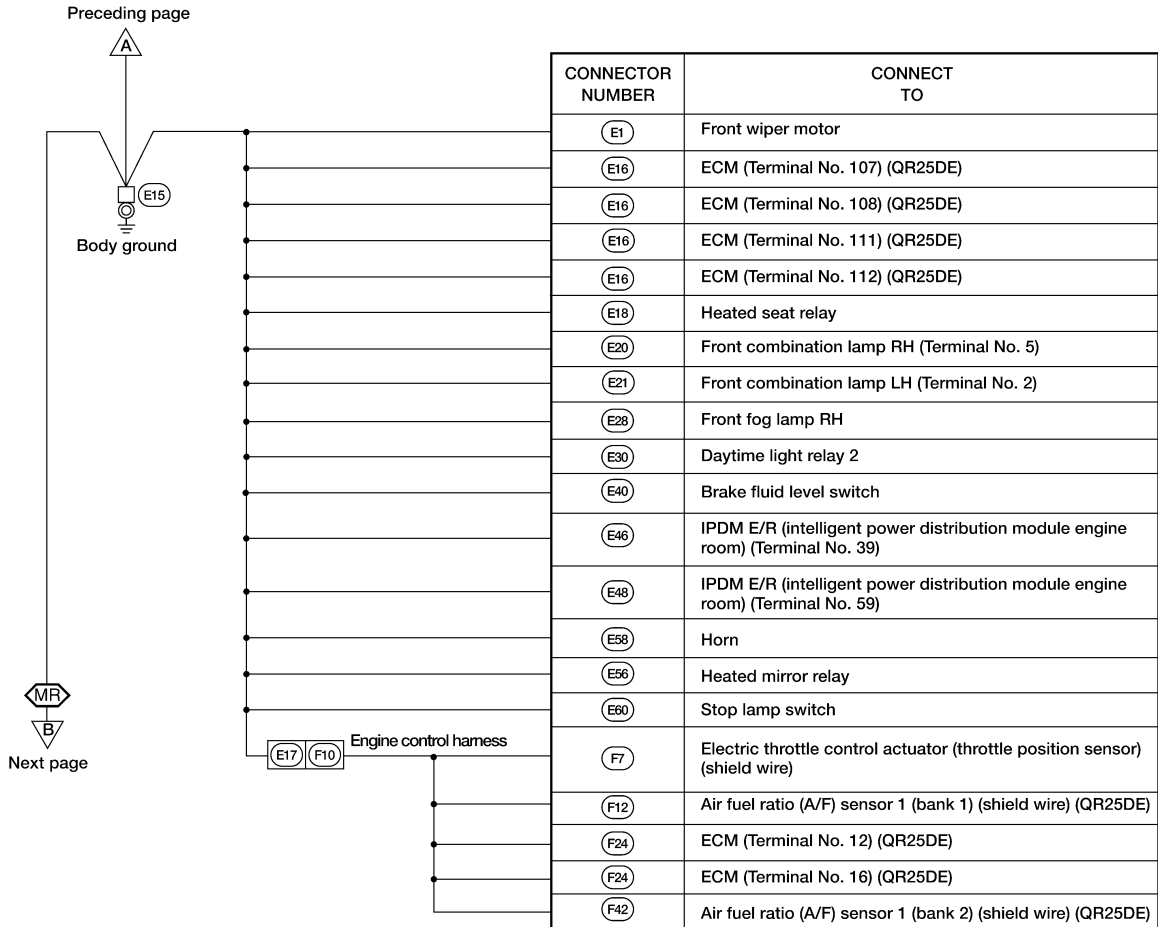 Preceding page
A
E15
Body ground
MR
B
Next page
CONNECTOR
NUMBER
CONNECT
TO
E1 Front wiper motor
E16 ECM (Terminal No. 107) (QR25DE)
E16 ECM (Terminal No. 108) (QR25DE)
E16 ECM (Terminal No. 111) (QR25DE)
E16 ECM (Terminal No. 112) (QR25DE)
E18 Heated seat relay
E20 Front combination lamp RH (Terminal No. 5)
E21 Front combination lamp LH (Terminal No. 2)
E28 Front fog lamp RH
E30 Daytime light relay 2
E40 Brake fluid level switch
E46 IPDM E/R (intelligent power distribution module engine
room) (Terminal No. 39)
E48 IPDM E/R (intelligent power distribution module engine
room) (Terminal No. 59)
E58 Horn
E56 Heated mirror relay
E60 Stop lamp switch
E17 F10 Engine control harness
F7 Electric throttle control actuator (throttle position sensor)
(shield wire)
F12 Air fuel ratio (A/F) sensor 1 (bank 1) (shield wire) (QR25DE)
F24 ECM (Terminal No. 12) (QR25DE)
F24 ECM (Terminal No. 16) (QR25DE)
F42 Air fuel ratio (A/F) sensor 1 (bank 2) (shield wire) (QR25DE)